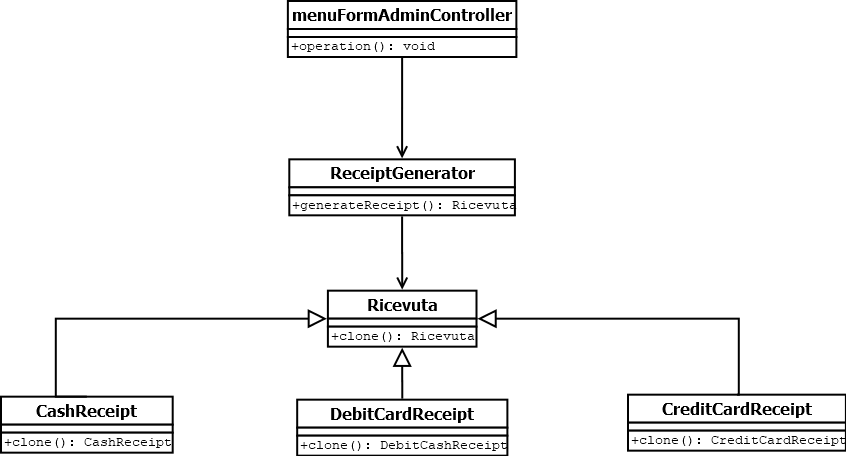 menuFormAdminController
+operation(): void
ReceiptGenerator
+generateReceipt(): Ricevuta
Ricevuta
+clone(): Ricevuta
CashReceipt
+clone(): CashReceipt
DebitCardReceipt
+clone(): DebitCashReceipt
CreditCardReceipt
+clone(): CreditCardReceipt